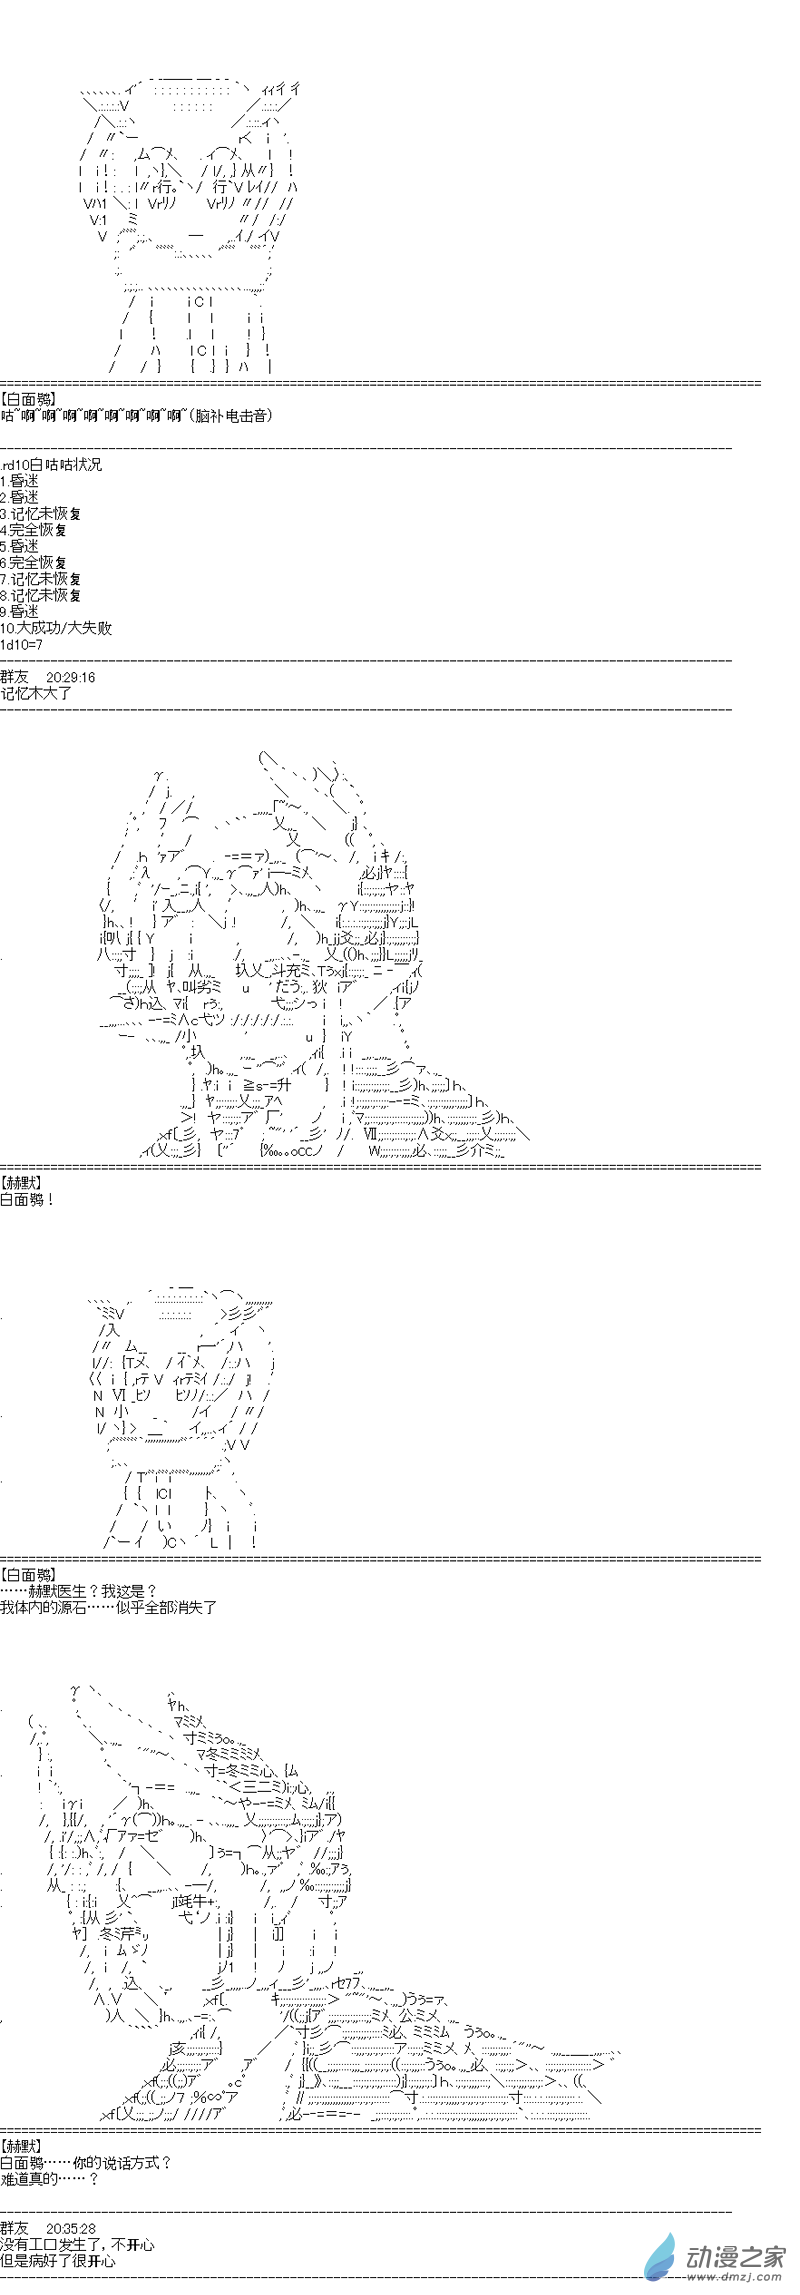 【白面鸮】
咕~啊~啊~啊~啊~啊~啊~啊~啊~(脑补电击音)
.rd10白咕咕状况
1.昏迷
2.昏迷
3.记忆未恢复
4.完全恢复
5.昏迷
6.完全恢复
7.记忆未恢复
8.记忆未恢复
9.昏迷
10.大成功/大失败
1d10=7
群友 20:29:16
记忆木大了
【赫默】
白面鸮！
【白面鸮】
……赫默医生？我这是？
我体内的源石……似乎全部消失了
【赫默】
白面鸮……你的说话方式？
难道真的……？
群友 20:35:28
没有工口发生了，不开心
但是病好了很开心
动漫之家
www.dmzj.com